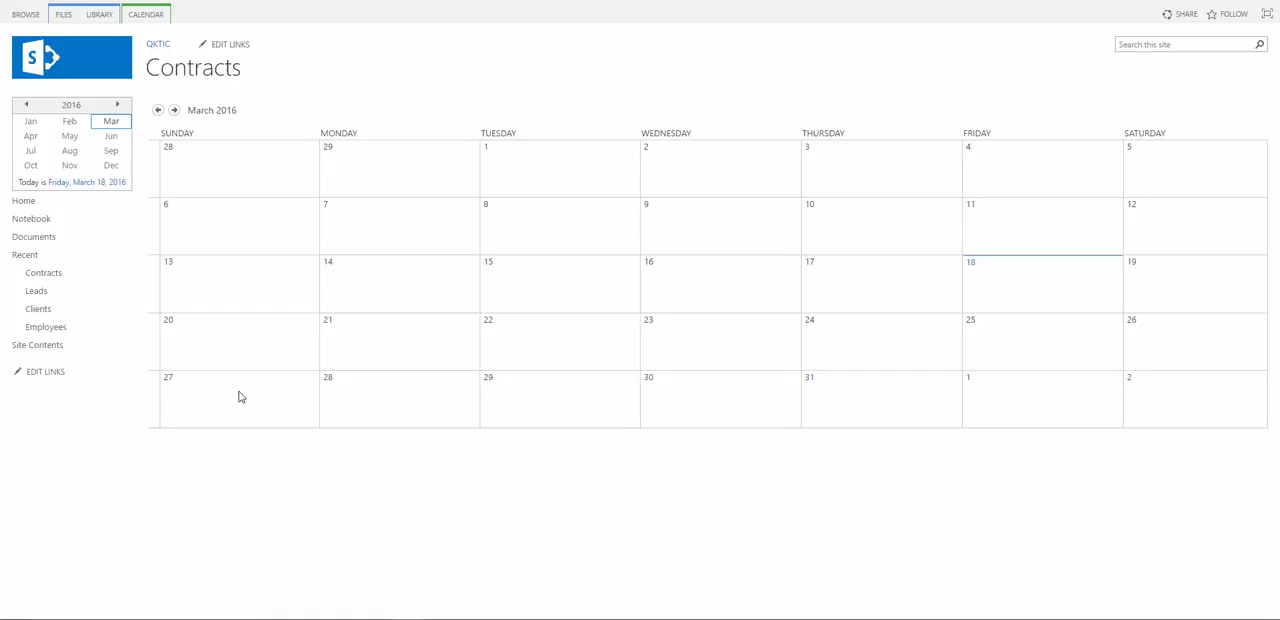 BROWSE FILES LIBRARY CALENDAR SHARE FOLLOW
S
QKTIC EDIT LINKS Search this site
Contracts
2016
Jan Feb Mar
Apr May Jun
Jul Aug Sep
Oct Nov Dec
Today is Friday, March 18, 2016
Home
Notebook
Documents
Recent
Contracts
Leads
Clients
Employees
Site Contents
EDIT LINKS
March 2016
SUNDAY MONDAY TUESDAY WEDNESDAY THURSDAY FRIDAY SATURDAY
28 29 1 2 3 4 5
6 7 8 9 10 11 12
13 14 15 16 17 18 19
20 21 22 23 24 25 26
27 28 29 30 31 1 2